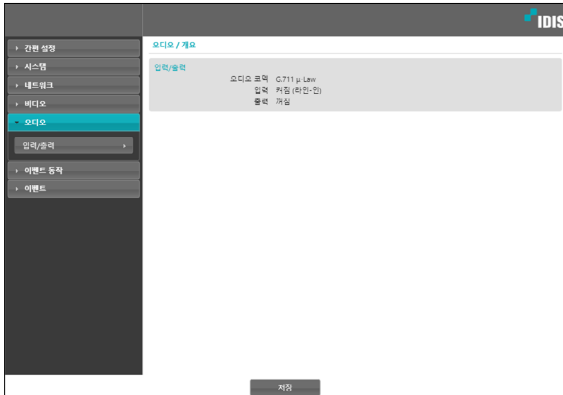 IDIS
간편 설정
시스템
네트워크
비디오
오디오
입력/출력
이벤트 동작
이벤트
오디오 / 개요
입력/출력
오디오 코덱 G.711 μ-Law
입력 켜짐 (라인-인)
출력 꺼짐
저장